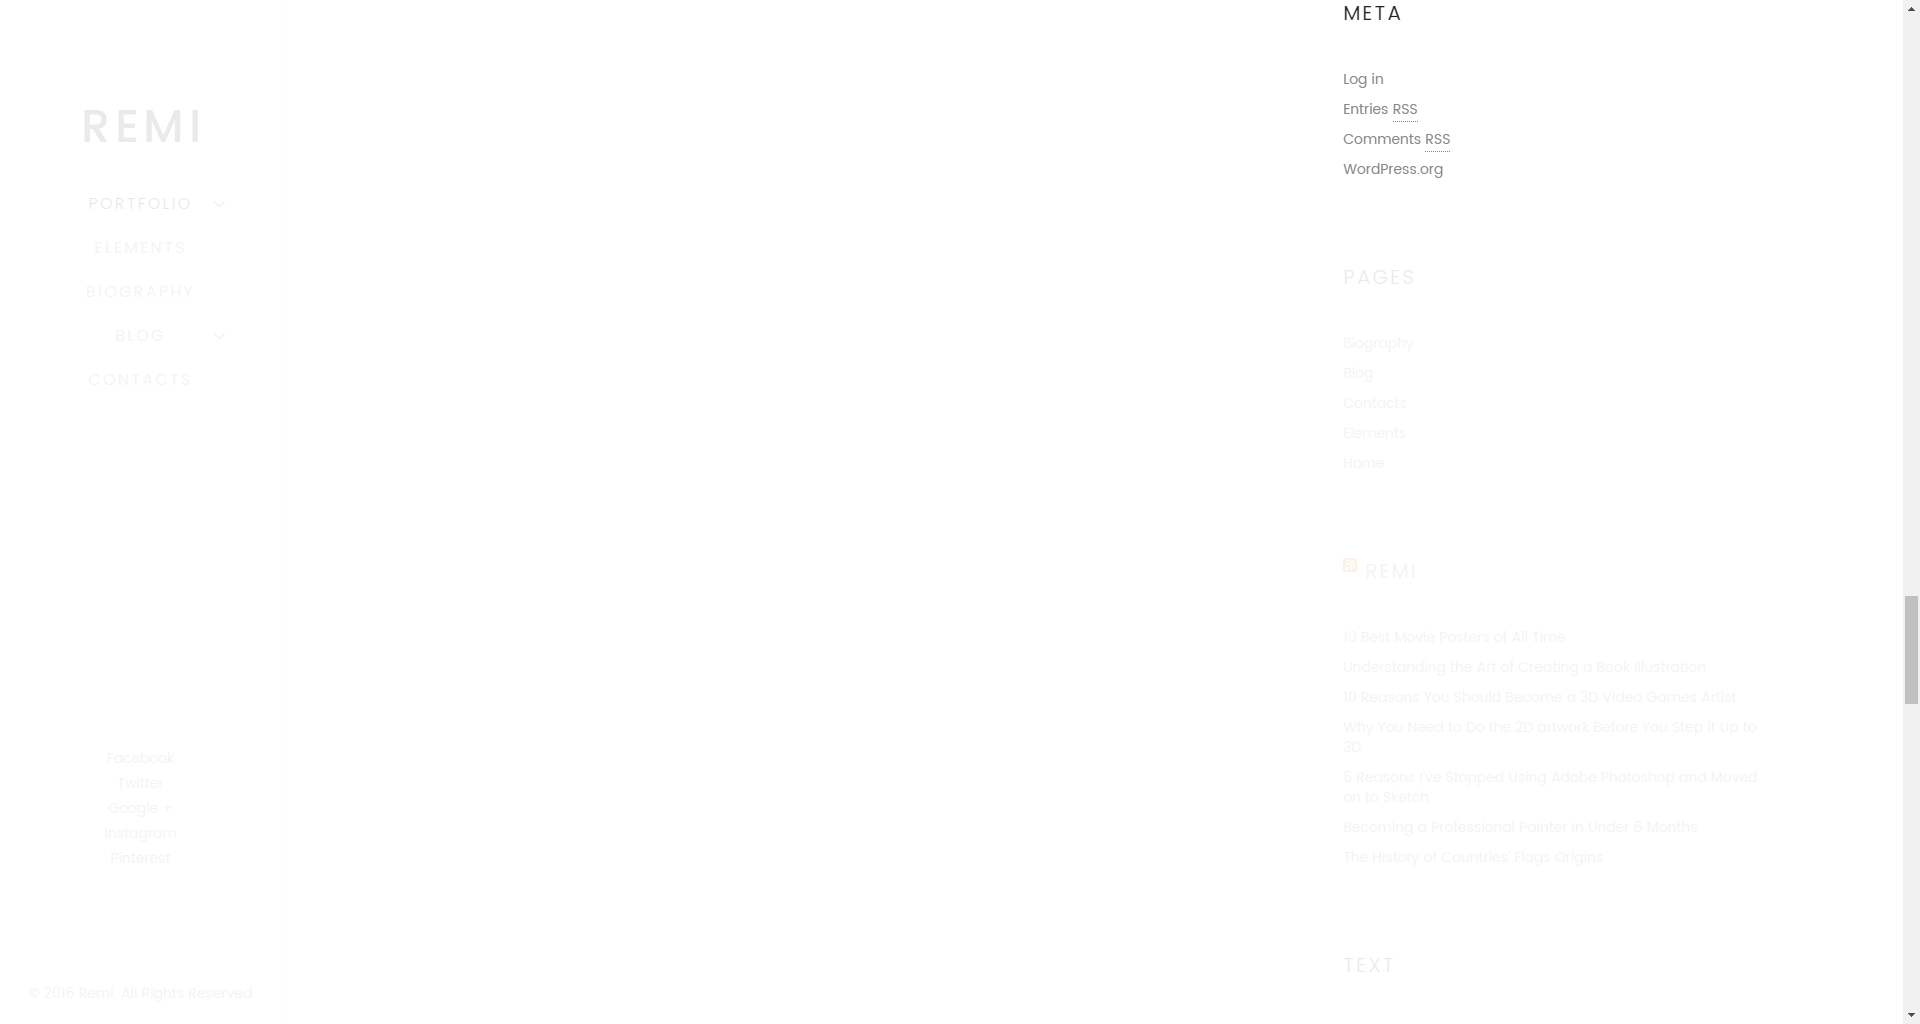 REMI
PORTFOLIO
ELEMENTS
BIOGRAPHY
BLOG
CONTACTS
Facebook
Twitter
Google +
Instagram
Pinterest
© 2016 Remi. All Rights Reserved
META
Log in
Entries RSS
Comments RSS
WordPress.org
PAGES
Biography
Blog
Contacts
Elements
Home
REMI
10 Best Movie Posters of All Time
Understanding the Art of Creating a Book Illustration
10 Reasons You Should Become a 3D Video Games Artist
Why You Need to Do the 2D artwork Before You Step it Up to
3D
5 Reasons I've Stopped Using Adobe Photoshop and Moved
on to Sketch
Becoming a Professional Painter in Under 6 Months
The History of Countries' Flags Origins
TEXT